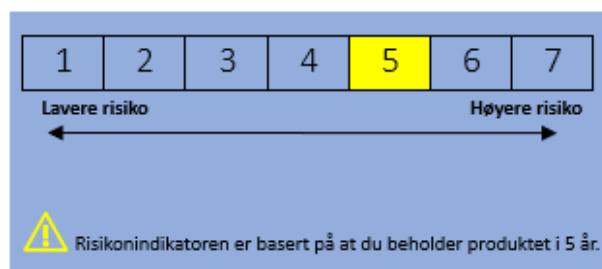 1 2 3 4 5 6 7
Lavere risiko Høyere risiko
Risikonindikatoren er basert på at du beholder produktet i 5 år.